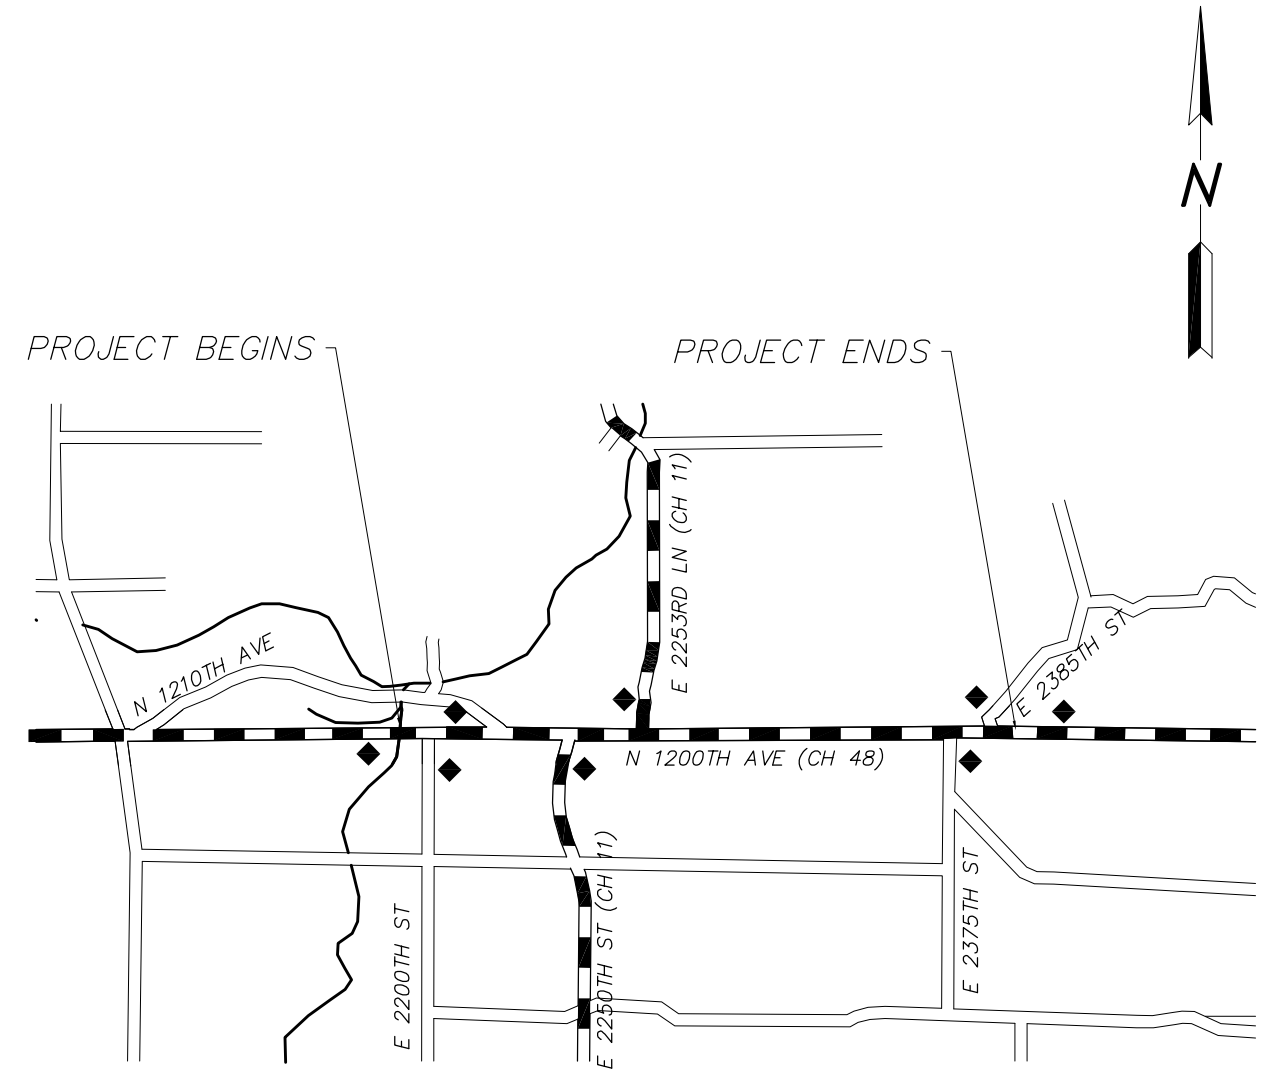 N
PROJECT BEGINS
PROJECT ENDS
E 2253RD LN (CH 11)
N 1210TH AVE
E 2385TH ST
N 1200TH AVE (CH 48)
E 2200TH ST
E 2250TH ST (CH 11)
E 2375TH ST